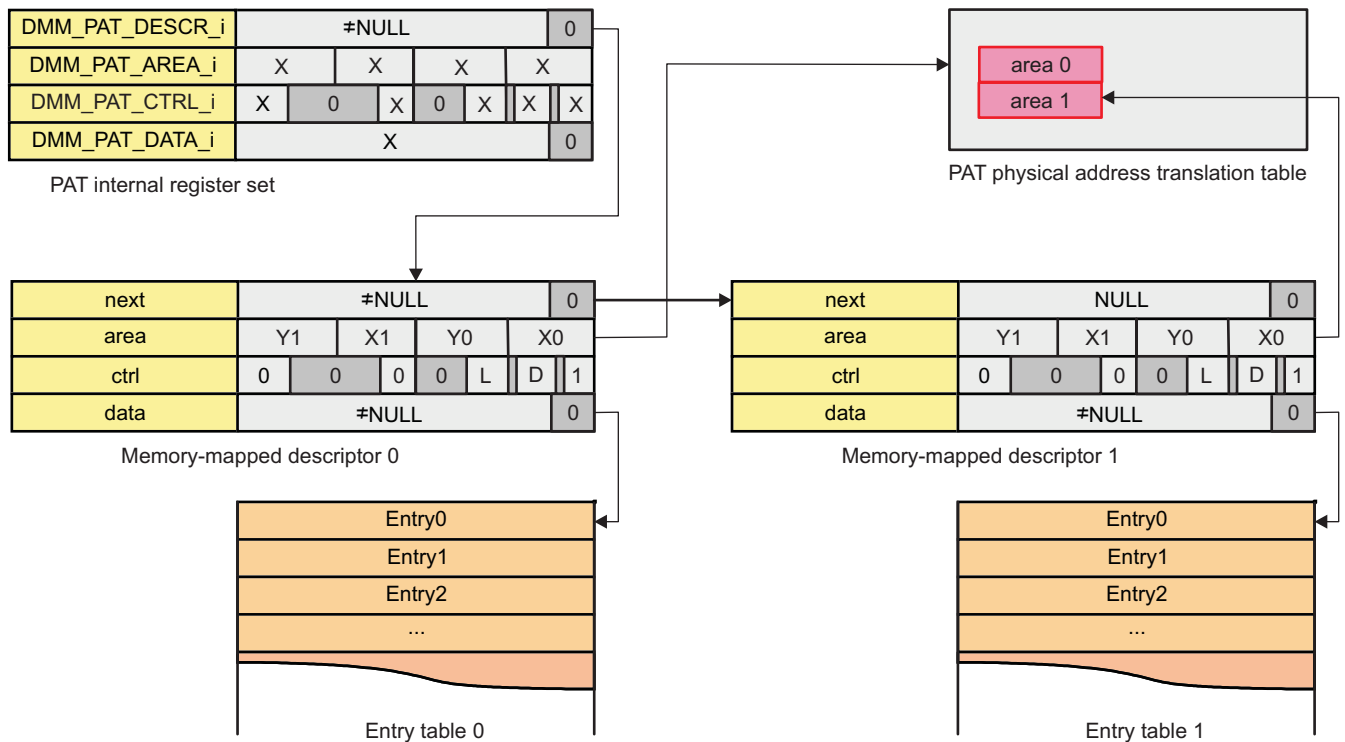 DMM_PAT_DESCR_i ≠NULL 0
DMM_PAT_AREA_i X X X X
DMM_PAT_CTRL_i X 0 X 0 X X X
DMM_PAT_DATA_i X 0
PAT internal register set
area 0
area 1
PAT physical address translation table
next ≠NULL 0
area Y1 X1 Y0 X0
ctrl 0 0 0 0 L D 1
data ≠NULL 0
Memory-mapped descriptor 0
next NULL 0
area Y1 X1 Y0 X0
ctrl 0 0 0 0 L D 1
data ≠NULL 0
Memory-mapped descriptor 1
Entry0
Entry1
Entry2
...
Entry table 0
Entry0
Entry1
Entry2
...
Entry table 1